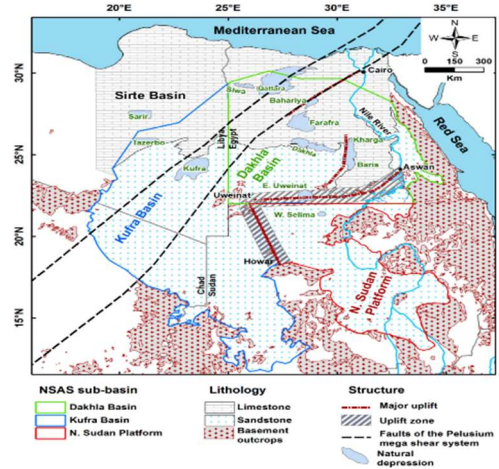 20°E
25°E
30°E
35°E
Mediterranean Sea
N
W
E
S
0
150
300
Km
30°N
25°N
20°N
15°N
Cairo
Siwa
Qattara
Bahariya
Sirte Basin
Farafra
Nile River
Red Sea
Sarir
Libya
Egypt
Tazerbo
Dakhla
Kharga
Dakhla
Basin
Baris
Kufra
Aswan
E. Uweinat
Uweinat
W. Selima
Kufra Basin
Howar
Chad
Sudan
N. Sudan
Platform
NSAS sub-basin
Dakhla Basin
Kufra Basin
N. Sudan Platform
Lithology
Limestone
Sandstone
Basement
outcrops
Structure
Major uplift
Uplift zone
Faults of the Pelusium
mega shear system
Natural
depression